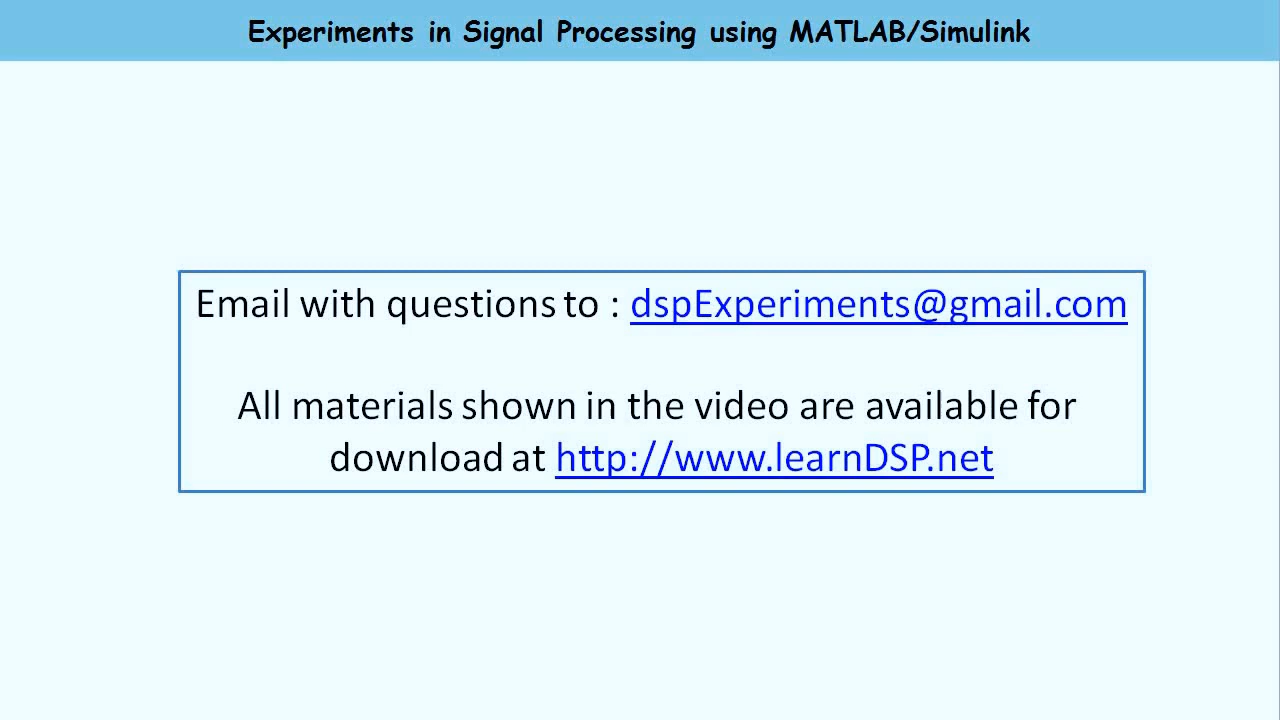 Experiments in Signal Processing using MATLAB/Simulink
Email with questions to : dspExperiments@gmail.com
All materials shown in the video are available for
download at http://www.learnDSP.net